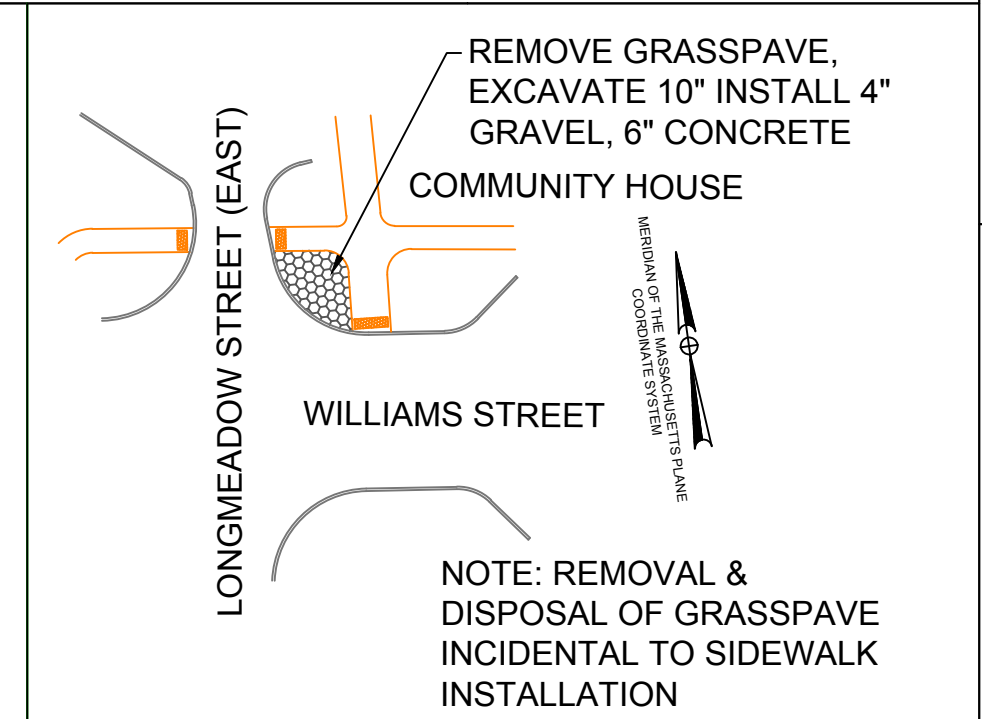 REMOVE GRASSPAVE,
EXCAVATE 10" INSTALL 4"
GRAVEL, 6" CONCRETE
COMMUNITY HOUSE
LONGMEADOW STREET (EAST)
MERIDIAN OF THE MASSACHUSETTS PLANE
COORDINATE SYSTEM
WILLIAMS STREET
NOTE: REMOVAL &
DISPOSAL OF GRASSPAVE
INCIDENTAL TO SIDEWALK
INSTALLATION